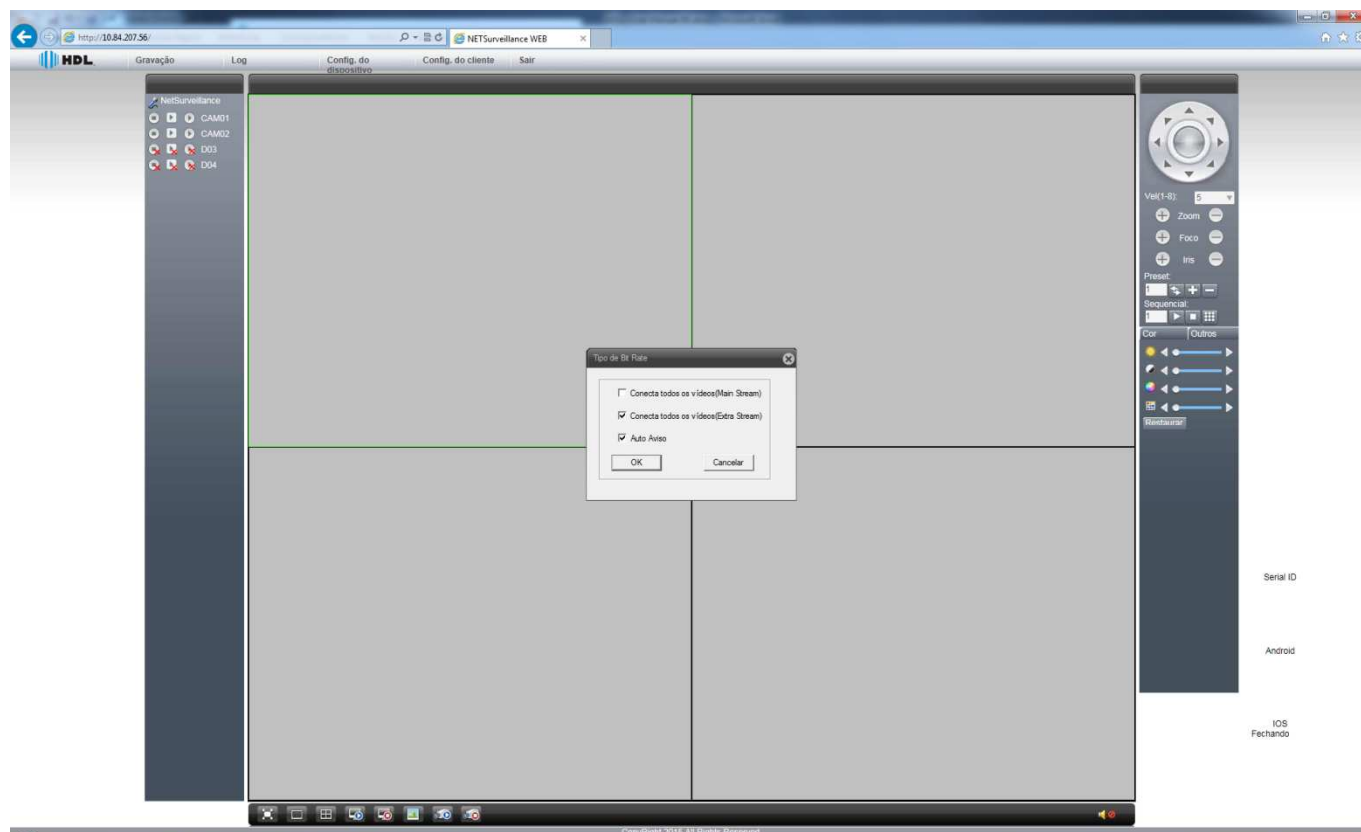 http://10.84.207.56/
NETSurveillance WEB
HDL
Gravação
Log
Config. do dispositivo
Config. do cliente
Sair
NetSurveillance
CAM01
CAM02
D03
D04
Tipo de Bit Rate
Conecta todos os vídeos(Main Stream)
Conecta todos os vídeos(Extra Stream)
Auto Aviso
OK
Cancelar
Vel(1-8):
5
Zoom
Foco
Iris
Preset:
1
Sequencial:
1
Cor
Outros
Restaurar
Serial ID
Android
IOS
Fechando